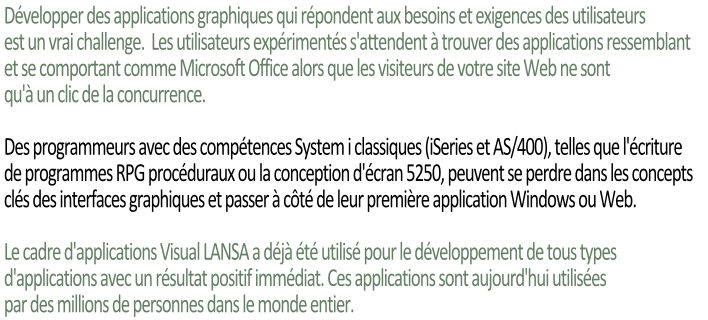 Développer des applications graphiques qui répondent aux besoins et exigences des utilisateurs
est un vrai challenge.  Les utilisateurs expérimentés s'attendent à trouver des applications ressemblant
et se comportant comme Microsoft Office alors que les visiteurs de votre site Web ne sont
qu'à un clic de la concurrence.
Des programmeurs avec des compétences System i classiques (iSeries et AS/400), telles que l'écriture
de programmes RPG procéduraux ou la conception d'écran 5250, peuvent se perdre dans les concepts
clés des interfaces graphiques et passer à côté de leur première application Windows ou Web.
Le cadre d'applications Visual LANSA a déjà été utilisé pour le développement de tous types
d'applications avec un résultat positif immédiat. Ces applications sont aujourd'hui utilisées
par des millions de personnes dans le monde entier.